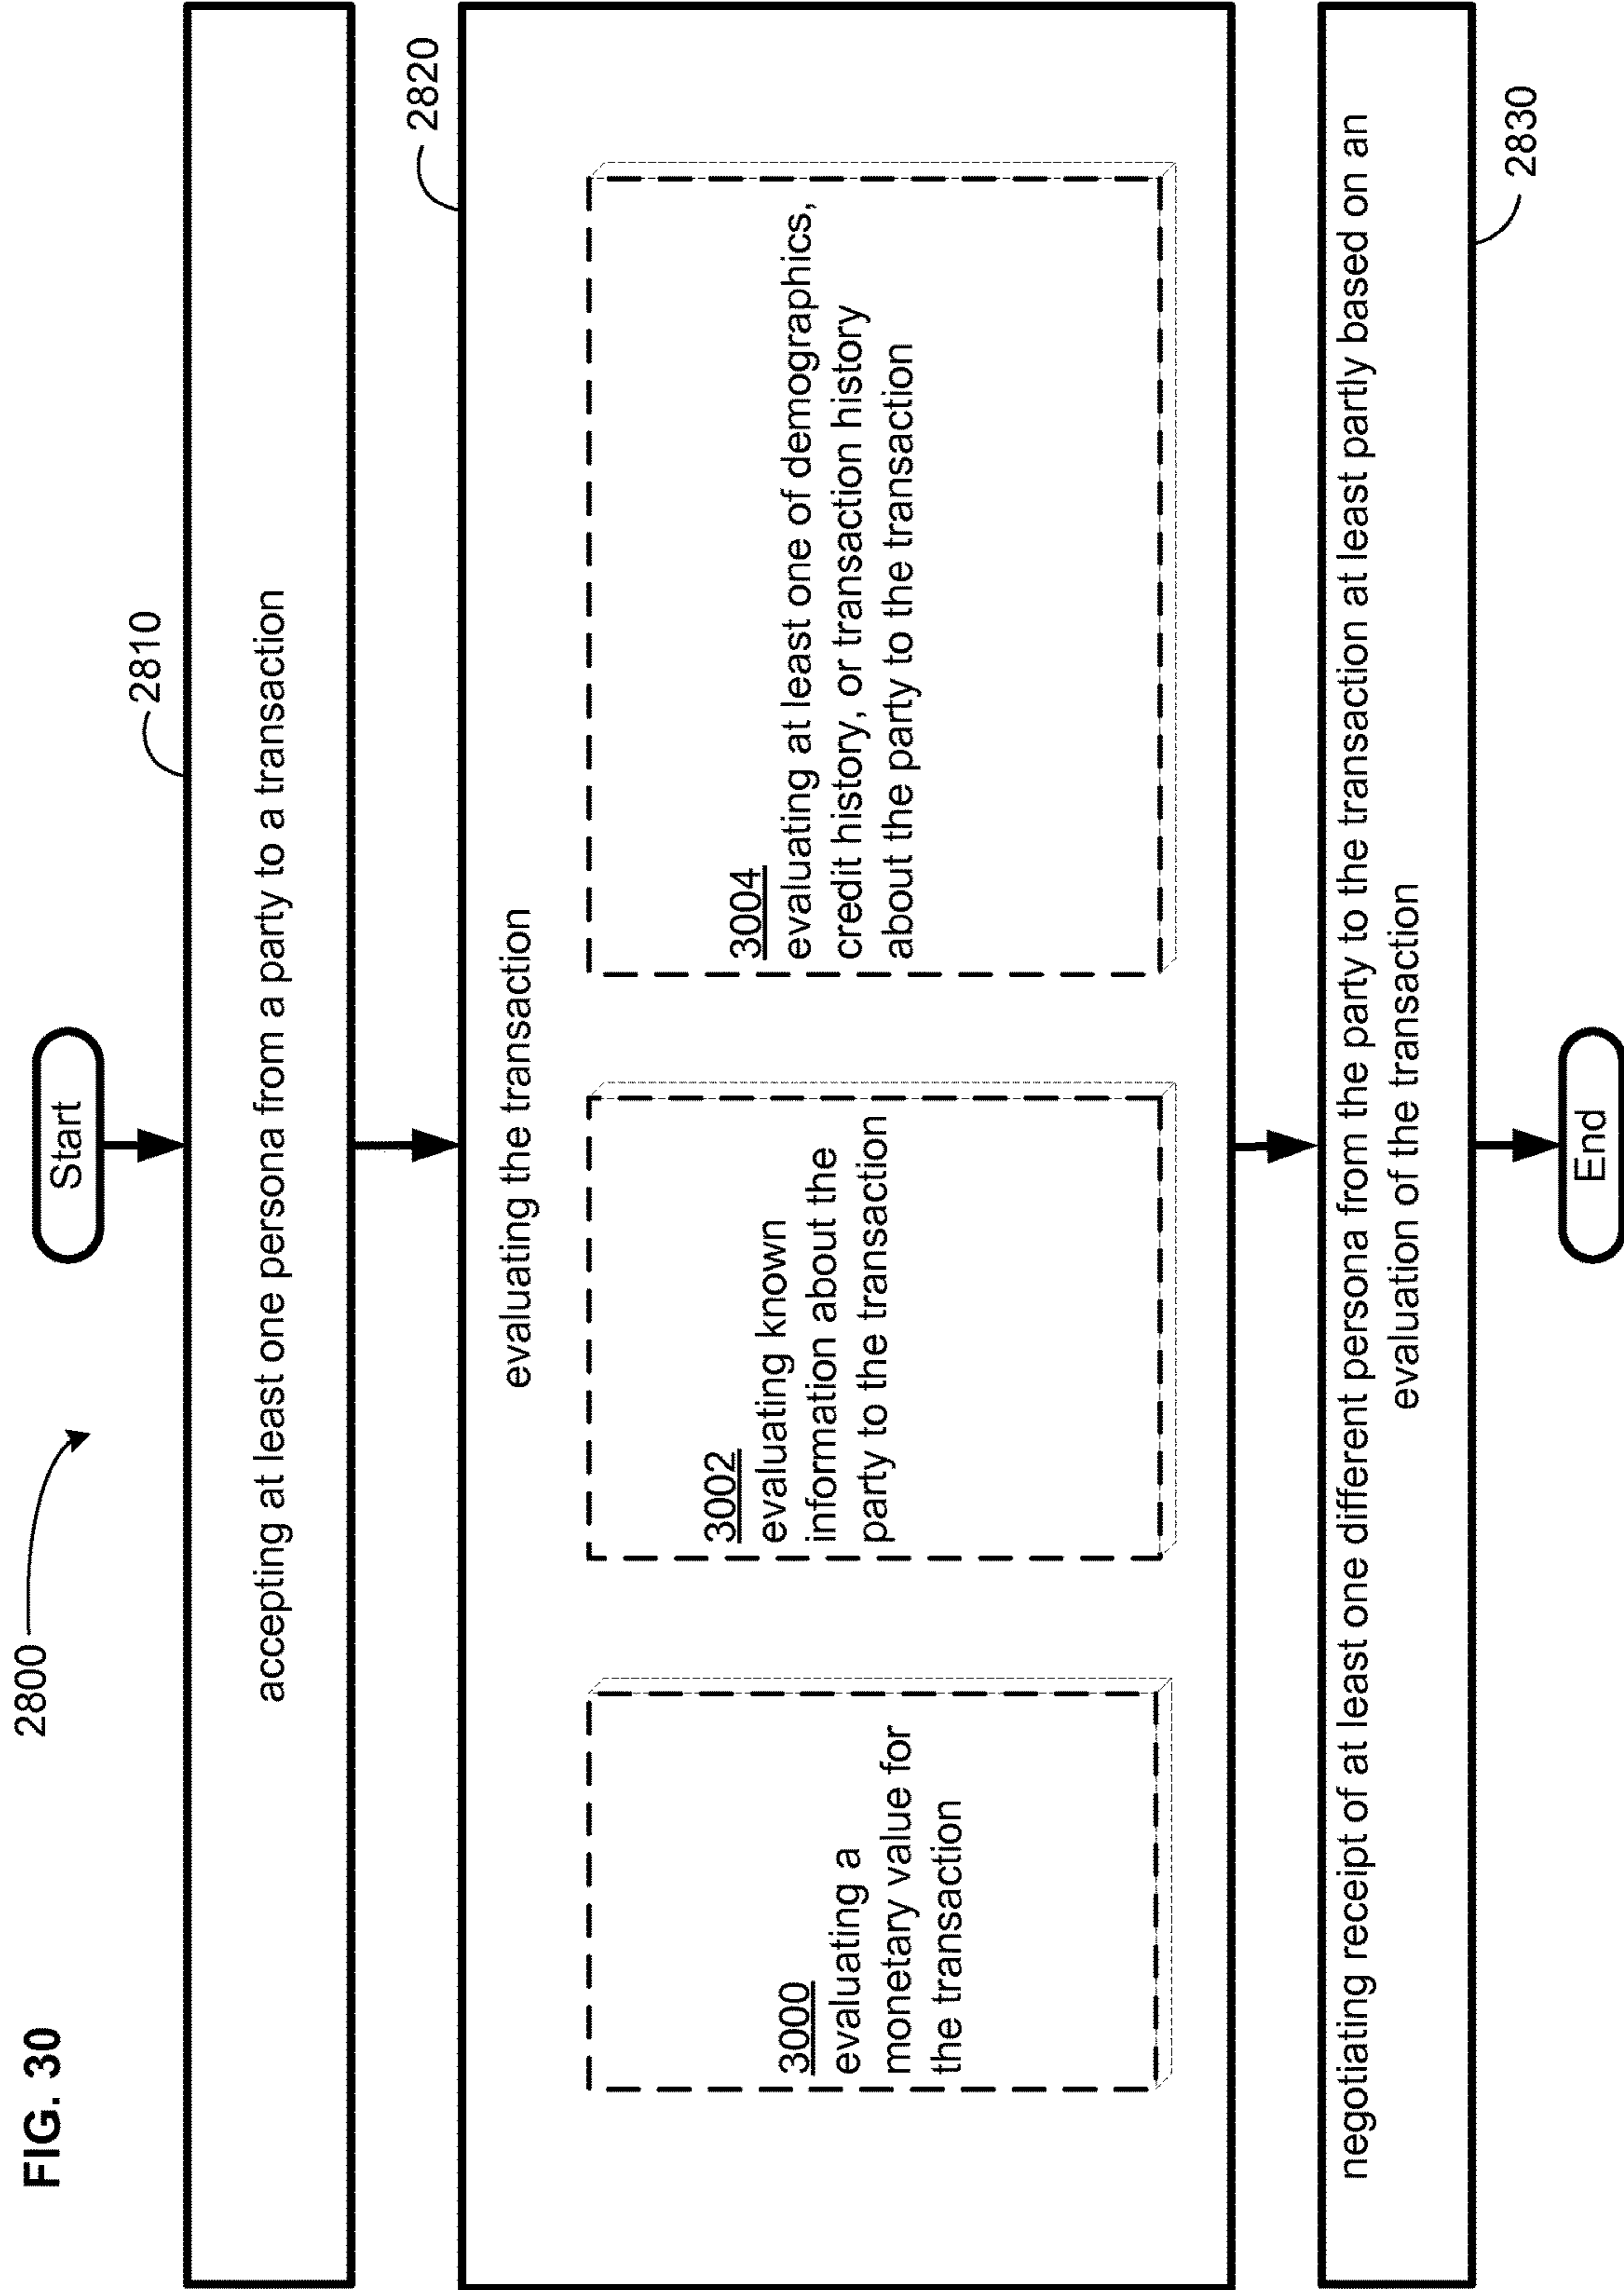 FIG. 30
2800
Start
2810
accepting at least one persona from a party to a transaction
2820
evaluating the transaction
3000
evaluating a
monetary value for
the transaction
3002
evaluating known
information about the
party to the transaction
3004
evaluating at least one of demographics,
credit history, or transaction history
about the party to the transaction
negotiating receipt of at least one different persona from the party to the transaction at least partly based on an
evaluation of the transaction
2830
End